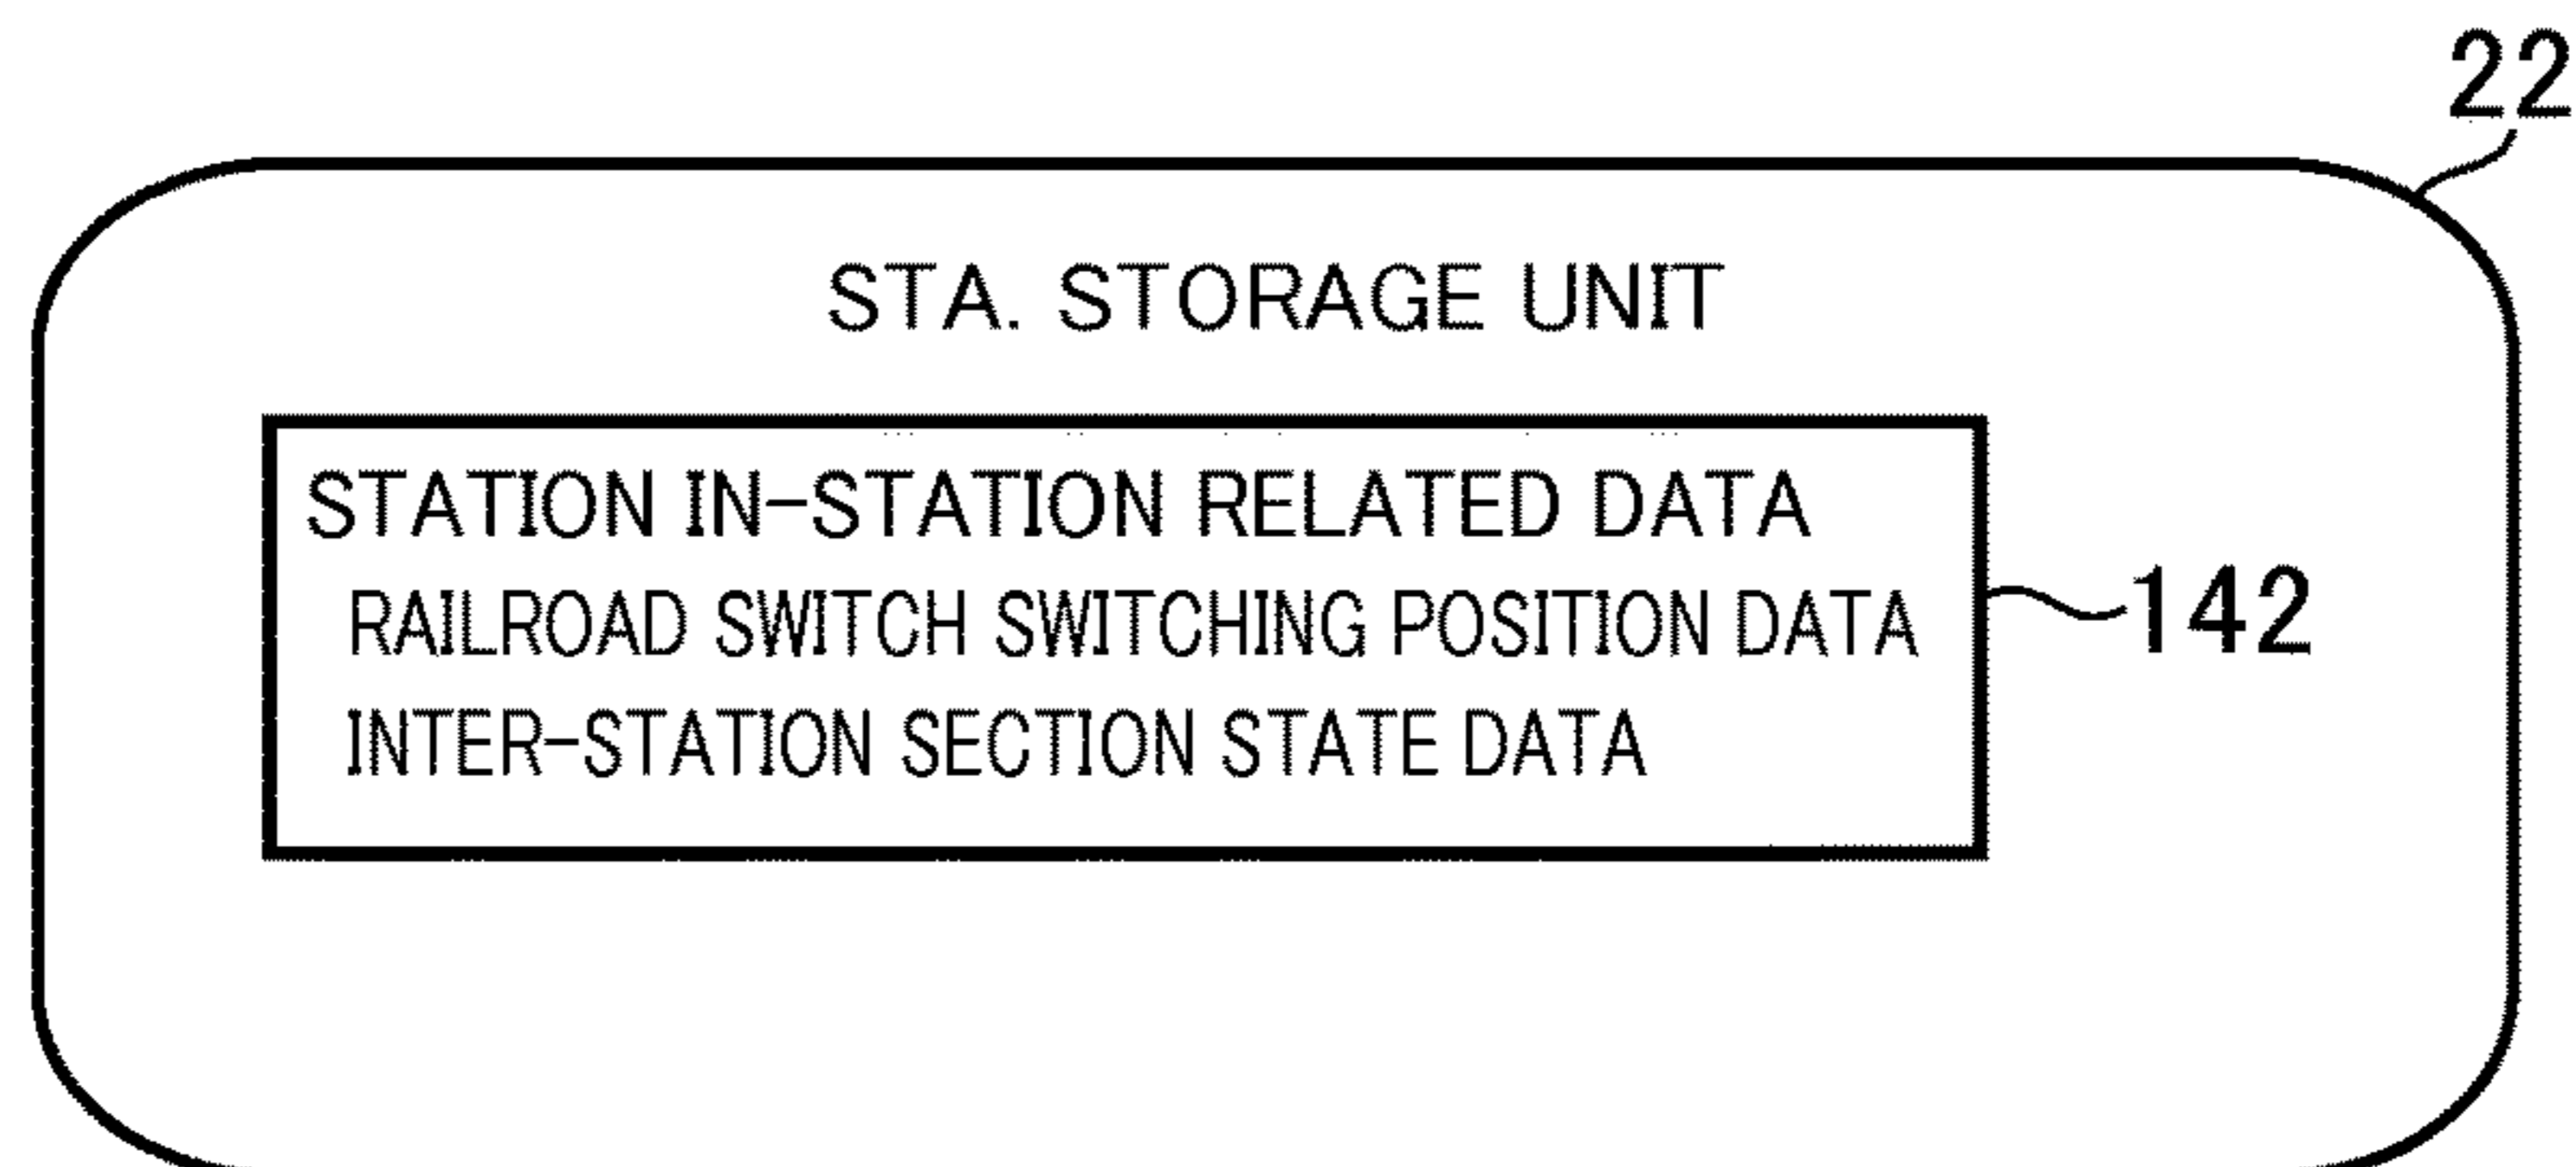 22
STA. STORAGE UNIT
STATION IN-STATION RELATED DATA
RAILROAD SWITCH SWITCHING POSITION DATA
142
INTER-STATION SECTION STATE DATA